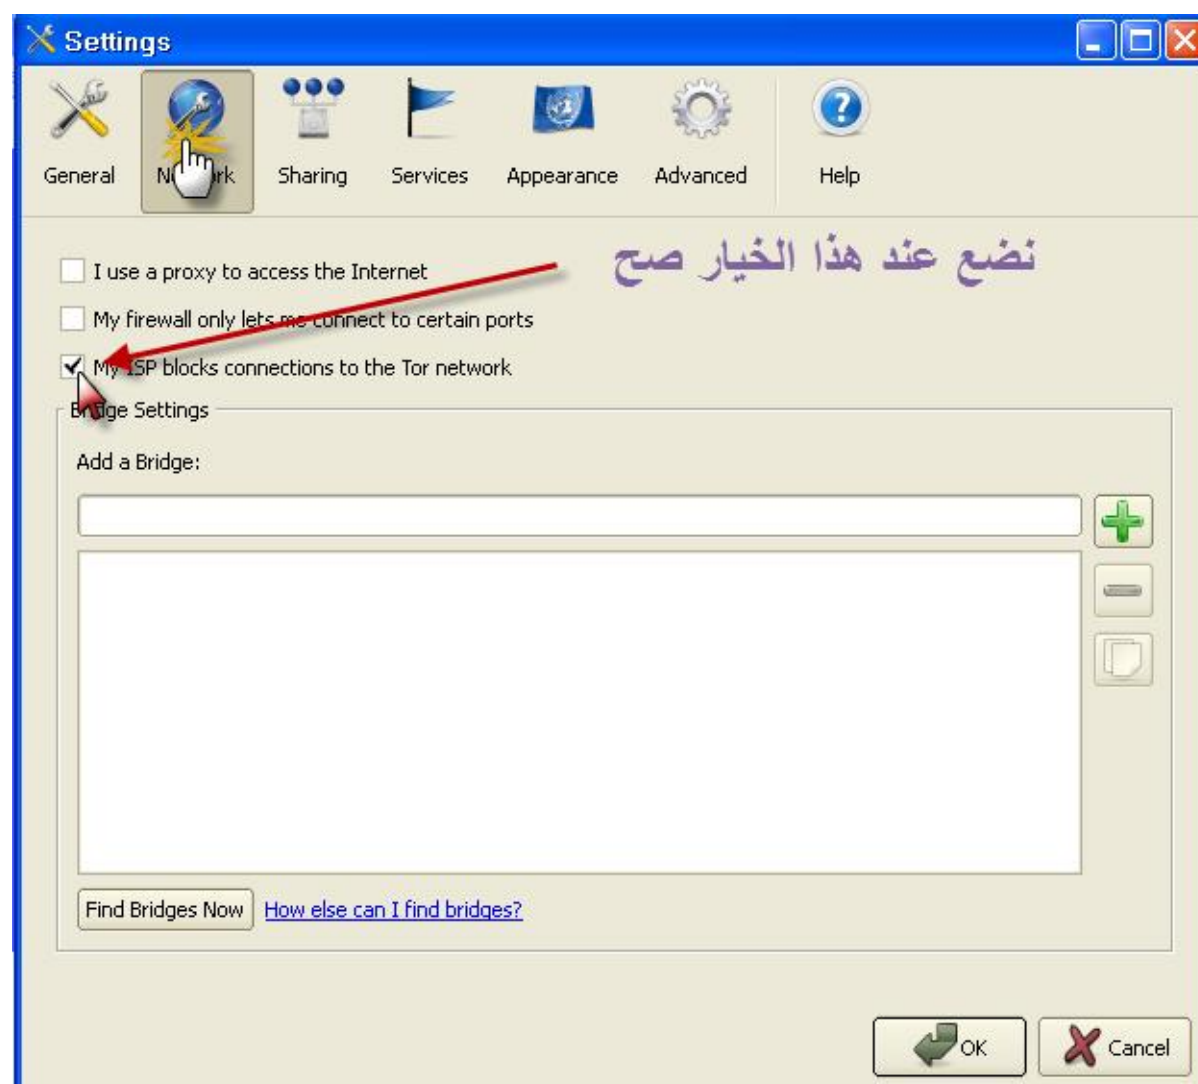 Settings
General Network Sharing Services Appearance Advanced Help
نضع عند هذا الخيار صح
I use a proxy to access the Internet
My firewall only lets me connect to certain ports
My ISP blocks connections to the Tor network
Bridge Settings
Add a Bridge:
Find Bridges Now How else can I find bridges?
OK Cancel